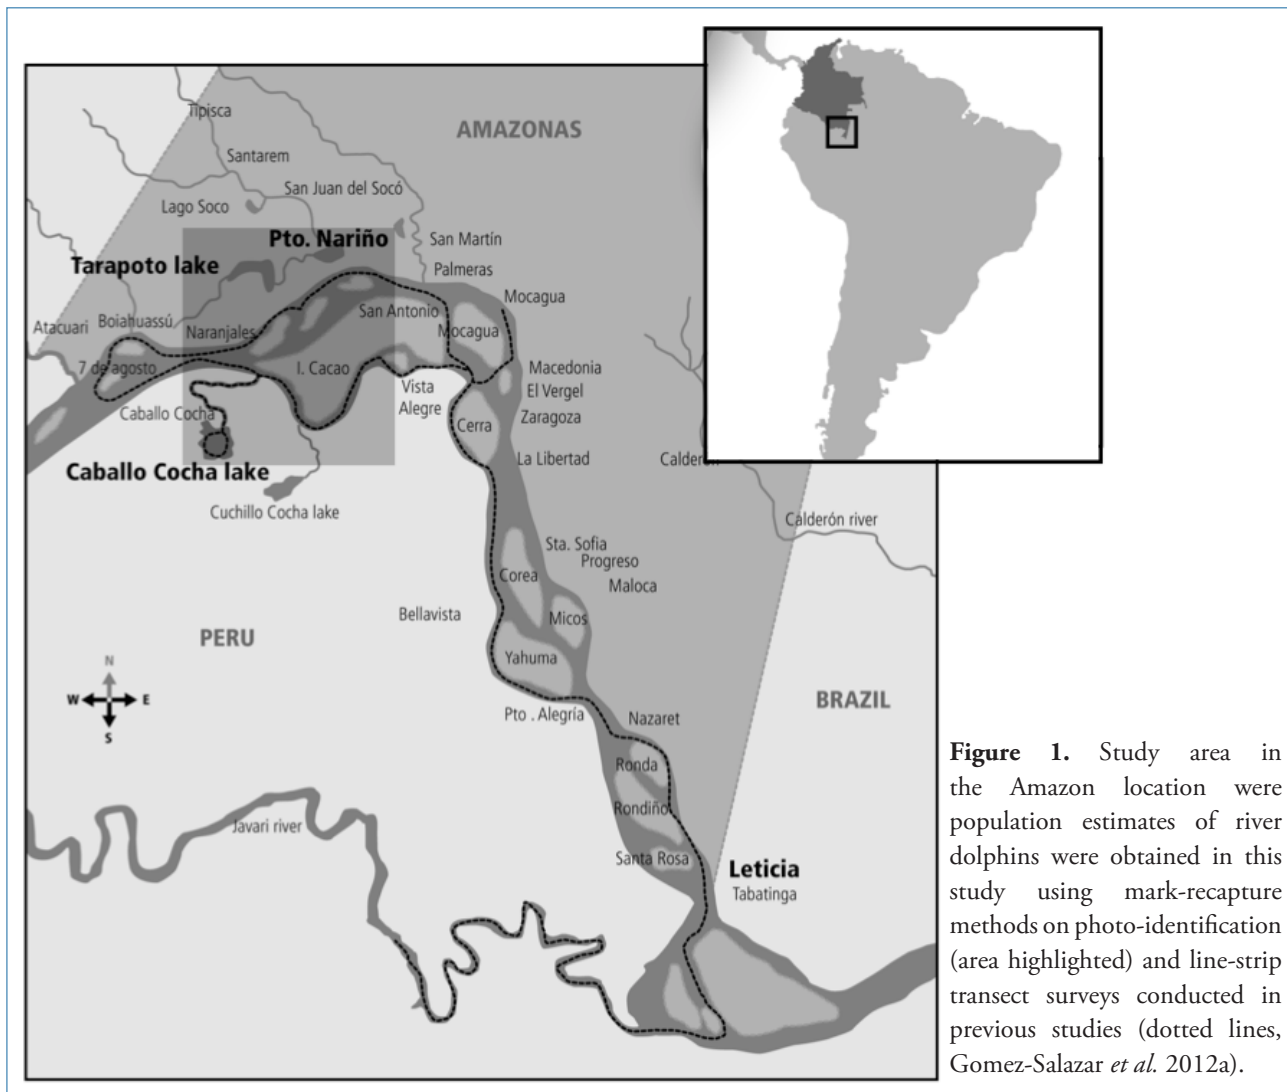 Tipisca
AMAZONAS
Santarem
San Juan del Socó
Lago Soco
Pto. Nariño
San Martín
Tarapoto lake
Palmeras
Mocagua
San Antonio
Boiahuassú
Atacuari
Naranjales
Mocagua
7 de agosto
I. Cacao
Macedonia
Vista
Alegre
El Vergel
Caballo Cocha
Zaragoza
Cerra
La Libertad
Caballo Cocha lake
Cuchillo Cocha lake
Calderón river
Sta. Sofia
Progreso
Corea
Maloca
Bellavista
Micos
PERU
Yahuma
N
W
E
S
BRAZIL
Pto . Alegría
Nazaret
Ronda
Rondiño
Javari river
Santa Rosa
Leticia
Tabatinga
Figure 1. Study area in
the Amazon location were
population estimates of river
dolphins were obtained in this
study using mark-recapture
methods on photo-identification
(area highlighted) and line-strip
transect surveys conducted in
previous studies (dotted lines,
Gomez-Salazar et al. 2012a).